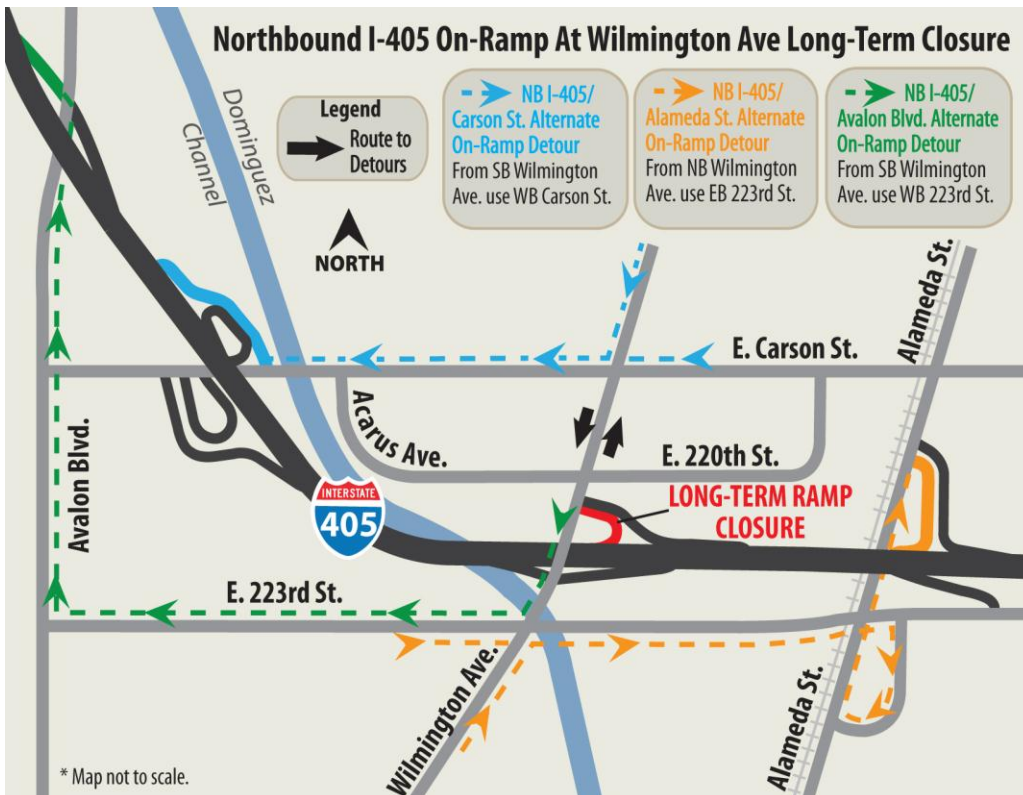 Northbound I-405 On-Ramp At Wilmington Ave Long-Term Closure
Legend
Route to
Detours
NB I-405/
Carson St. Alternate
On-Ramp Detour
From SB Wilmington
Ave. use WB Carson St.
NB I-405/
Alameda St. Alternate
On-Ramp Detour
From NB Wilmington
Ave. use EB 223rd St.
NB I-405/
Avalon Blvd. Alternate
On-Ramp Detour
From SB Wilmington
Ave. use WB 223rd St.
Dominguez
Channel
NORTH
Alameda St.
E. Carson St.
Acarus Ave.
E. 220th St.
Avalon Blvd.
INTERSTATE
405
LONG-TERM RAMP
CLOSURE
E. 223rd St.
Wilmington Ave.
Alameda St.
* Map not to scale.